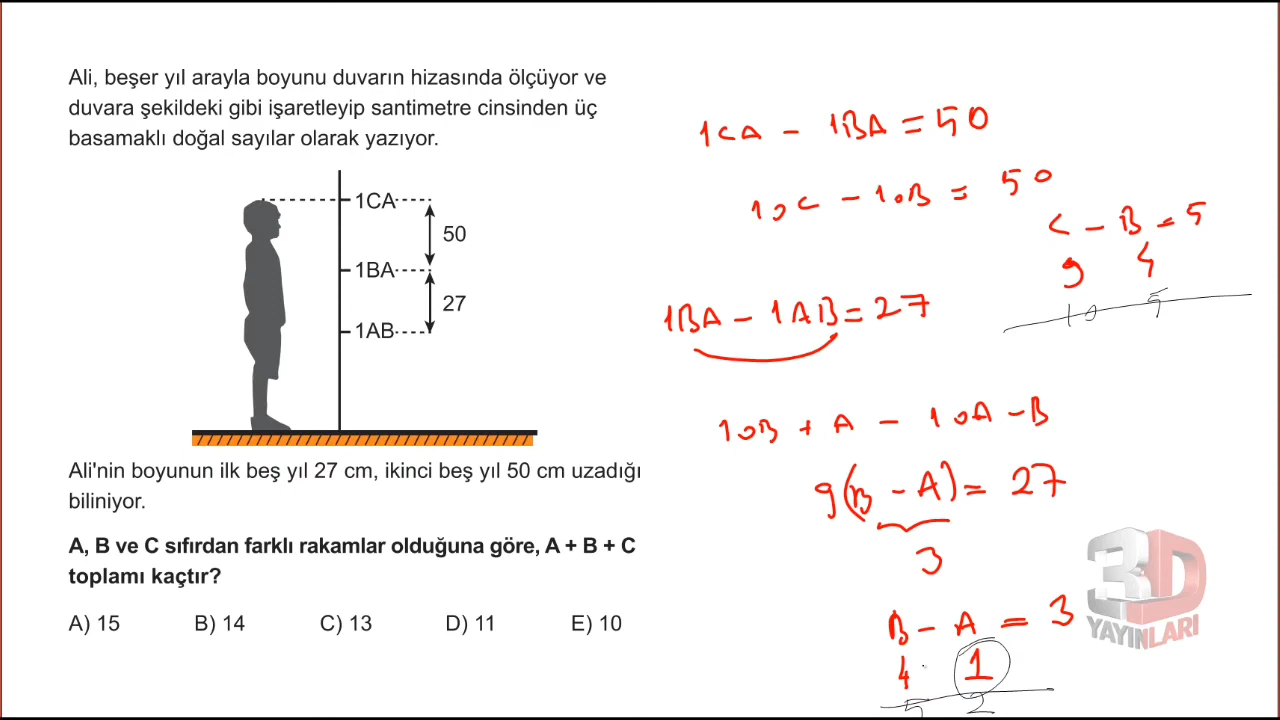 Ali, beşer yıl arayla boyunu duvarın hizasında ölçüyor ve
duvara şekildeki gibi işaretleyip santimetre cinsinden üç
basamaklı doğal sayılar olarak yazıyor.
1CA
50
1BA
27
1AB
Ali'nin boyunun ilk beş yıl 27 cm, ikinci beş yıl 50 cm uzadığı
biliniyor.
A, B ve C sıfırdan farklı rakamlar olduğuna göre, A + B + C
toplamı kaçtır?
A) 15 B) 14 C) 13 D) 11 E) 10
1CA - 1BA = 50
10C - 10B = 50
C - B = 5
9 4
10 5
1BA - 1AB = 27
10B + A - 10A - B
9(B - A) = 27
3
B - A = 3
4 1
5 2
3D
YAYINLARI